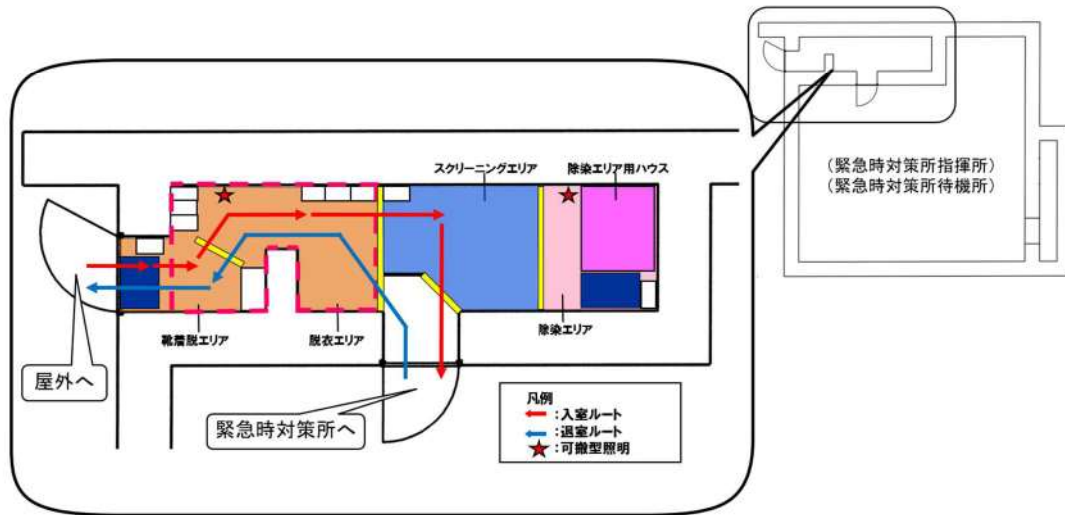 (緊急時対策所指揮所)
(緊急時対策所待機所)
スクリーニングエリア
除染エリア用ハウス
靴着脱エリア
脱衣エリア
除染エリア
屋外へ
緊急時対策所へ
凡例
:入室ルート
:退室ルート
:可搬型照明